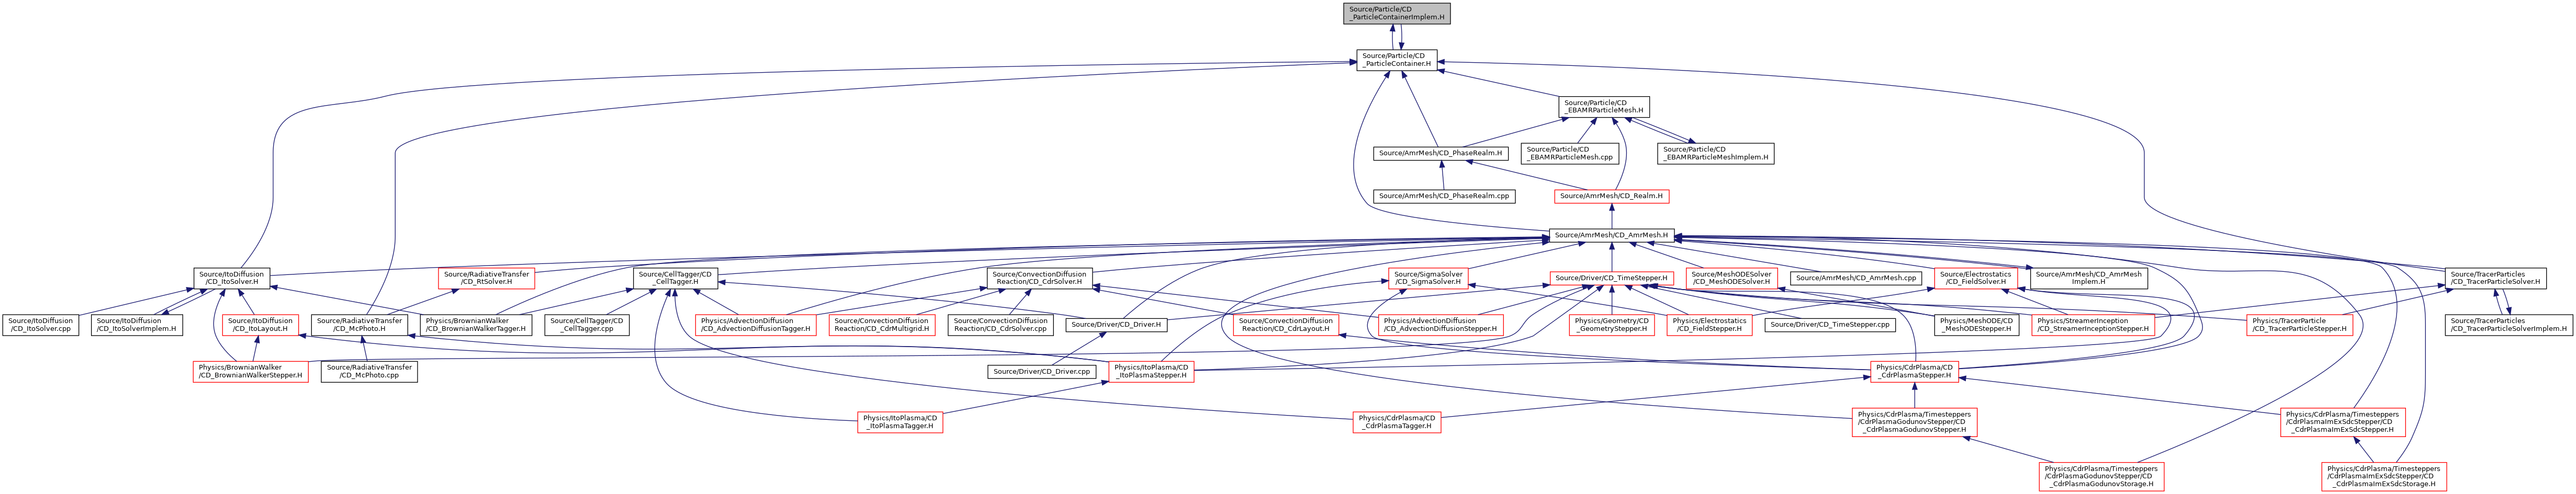 Source/Particle/CD
_ParticleContainerImplem.H
Source/Particle/CD
_ParticleContainer.H
Source/Particle/CD
_EBAMRParticleMesh.H
Source/AmrMesh/CD_PhaseRealm.H
Source/Particle/CD
_EBAMRParticleMesh.cpp
Source/Particle/CD
_EBAMRParticleMeshImplem.H
Source/AmrMesh/CD_PhaseRealm.cpp
Source/AmrMesh/CD_Realm.H
Source/AmrMesh/CD_AmrMesh.H
Source/ItoDiffusion
/CD_ItoSolver.H
Source/RadiativeTransfer
/CD_RtSolver.H
Source/CellTagger/CD
_CellTagger.H
Source/ConvectionDiffusion
Reaction/CD_CdrSolver.H
Source/SigmaSolver
/CD_SigmaSolver.H
Source/Driver/CD_TimeStepper.H
Source/MeshODESolver
/CD_MeshODESolver.H
Source/AmrMesh/CD_AmrMesh.cpp
Source/Electrostatics
/CD_FieldSolver.H
Source/AmrMesh/CD_AmrMesh
Implem.H
Source/TracerParticles
/CD_TracerParticleSolver.H
Source/ItoDiffusion
/CD_ItoSolver.cpp
Source/ItoDiffusion
/CD_ItoSolverImplem.H
Source/ItoDiffusion
/CD_ItoLayout.H
Source/RadiativeTransfer
/CD_McPhoto.H
Physics/BrownianWalker
/CD_BrownianWalkerTagger.H
Source/CellTagger/CD
_CellTagger.cpp
Physics/AdvectionDiffusion
/CD_AdvectionDiffusionTagger.H
Source/ConvectionDiffusion
Reaction/CD_CdrMultigrid.H
Source/ConvectionDiffusion
Reaction/CD_CdrSolver.cpp
Source/Driver/CD_Driver.H
Source/ConvectionDiffusion
Reaction/CD_CdrLayout.H
Physics/AdvectionDiffusion
/CD_AdvectionDiffusionStepper.H
Physics/Geometry/CD
_GeometryStepper.H
Physics/Electrostatics
/CD_FieldStepper.H
Source/Driver/CD_TimeStepper.cpp
Physics/MeshODE/CD
_MeshODEStepper.H
Physics/StreamerInception
/CD_StreamerInceptionStepper.H
Physics/TracerParticle
/CD_TracerParticleStepper.H
Source/TracerParticles
/CD_TracerParticleSolverImplem.H
Physics/BrownianWalker
/CD_BrownianWalkerStepper.H
Source/RadiativeTransfer
/CD_McPhoto.cpp
Source/Driver/CD_Driver.cpp
Physics/ItoPlasma/CD
_ItoPlasmaStepper.H
Physics/CdrPlasma/CD
_CdrPlasmaStepper.H
Physics/ItoPlasma/CD
_ItoPlasmaTagger.H
Physics/CdrPlasma/CD
_CdrPlasmaTagger.H
Physics/CdrPlasma/Timesteppers
/CdrPlasmaGodunovStepper/CD
_CdrPlasmaGodunovStepper.H
Physics/CdrPlasma/Timesteppers
/CdrPlasmaImExSdcStepper/CD
_CdrPlasmaImExSdcStepper.H
Physics/CdrPlasma/Timesteppers
/CdrPlasmaGodunovStepper/CD
_CdrPlasmaGodunovStorage.H
Physics/CdrPlasma/Timesteppers
/CdrPlasmaImExSdcStepper/CD
_CdrPlasmaImExSdcStorage.H